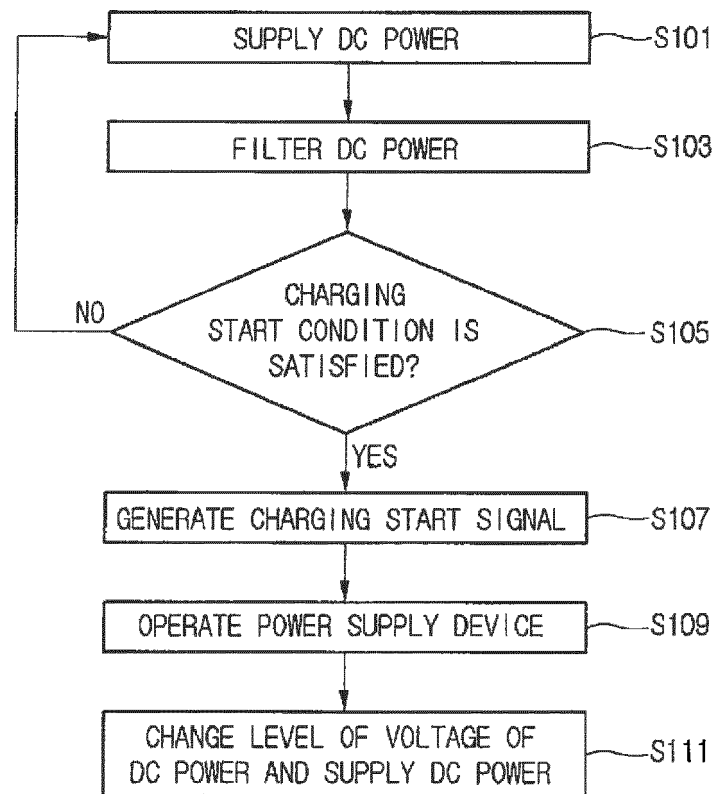 SUPPLY DC POWER
S101
FILTER DC POWER
S103
CHARGING
START CONDITION IS
SATISFIED?
S105
NO
YES
GENERATE CHARGING START SIGNAL
S107
OPERATE POWER SUPPLY DEVICE
S109
CHANGE LEVEL OF VOLTAGE OF
DC POWER AND SUPPLY DC POWER
S111